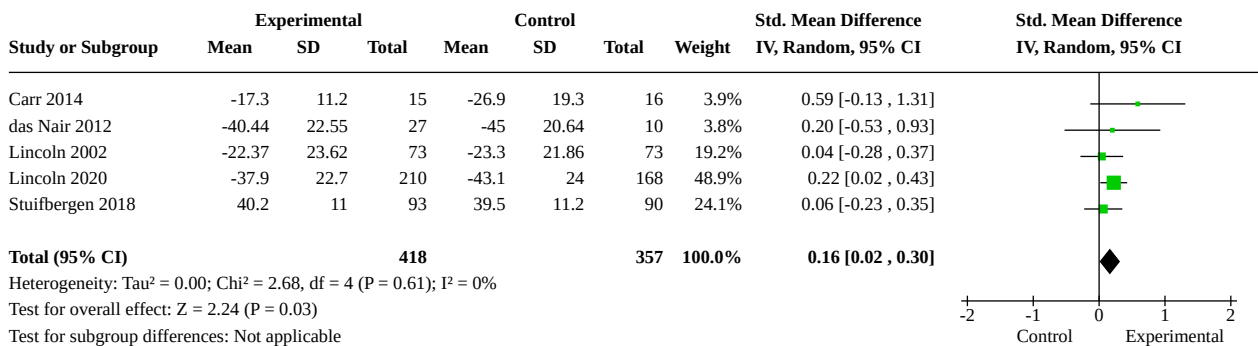 Experimental Control Std. Mean Difference Std. Mean Difference
Study or Subgroup Mean SD Total Mean SD Total Weight IV, Random, 95% CI IV, Random, 95% CI
Carr 2014 -17.3 11.2 15 -26.9 19.3 16 3.9% 0.59 [-0.13 , 1.31]
das Nair 2012 -40.44 22.55 27 -45 20.64 10 3.8% 0.20 [-0.53 , 0.93]
Lincoln 2002 -22.37 23.62 73 -23.3 21.86 73 19.2% 0.04 [-0.28 , 0.37]
Lincoln 2020 -37.9 22.7 210 -43.1 24 168 48.9% 0.22 [0.02 , 0.43]
Stuifbergen 2018 40.2 11 93 39.5 11.2 90 24.1% 0.06 [-0.23 , 0.35]
Total (95% CI) 418 357 100.0% 0.16 [0.02 , 0.30]
Heterogeneity: Tau² = 0.00; Chi² = 2.68, df = 4 (P = 0.61); I² = 0%
Test for overall effect: Z = 2.24 (P = 0.03)
Test for subgroup differences: Not applicable
-2 -1 0 1 2
Control Experimental